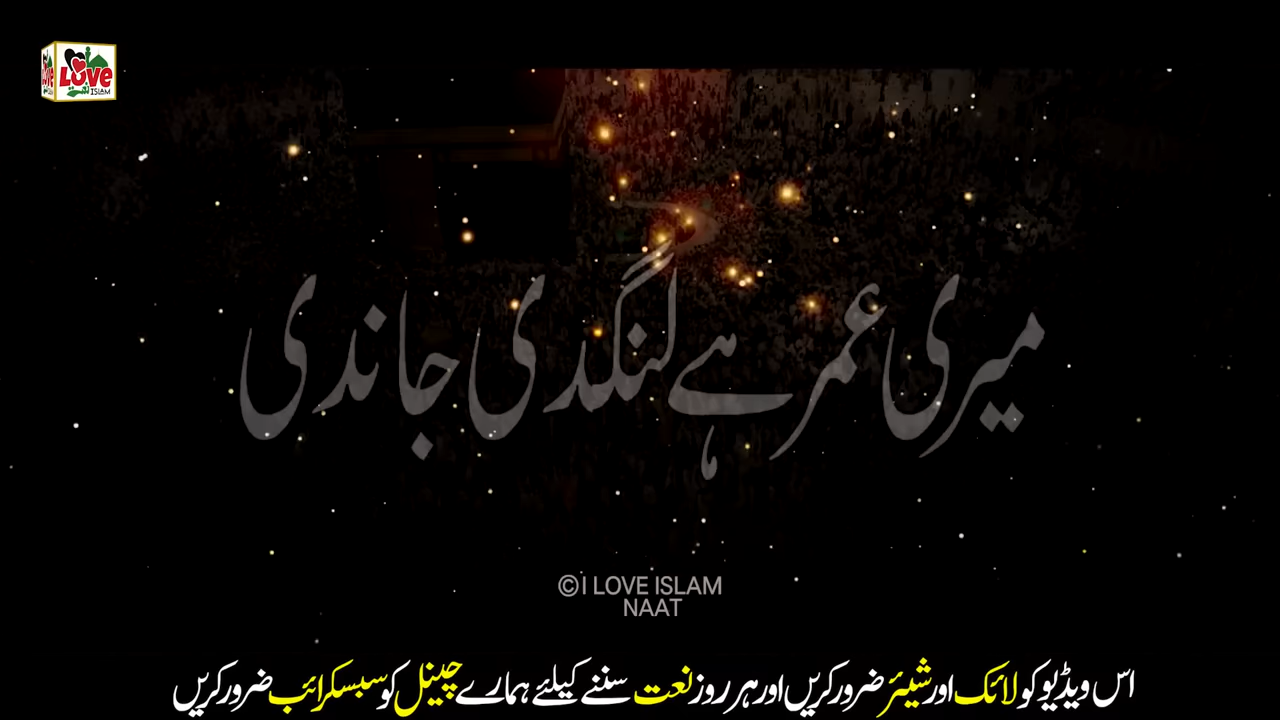 Love
ISLAM
میری عمر ہے لنگدی جاندی
©I LOVE ISLAM
NAAT
اس ویڈیو کو لائک اور شیئر ضرور کریں اور ہر روز نعت سننے کیلئے ہمارے چینل کو سبسکرائب ضرور کریں